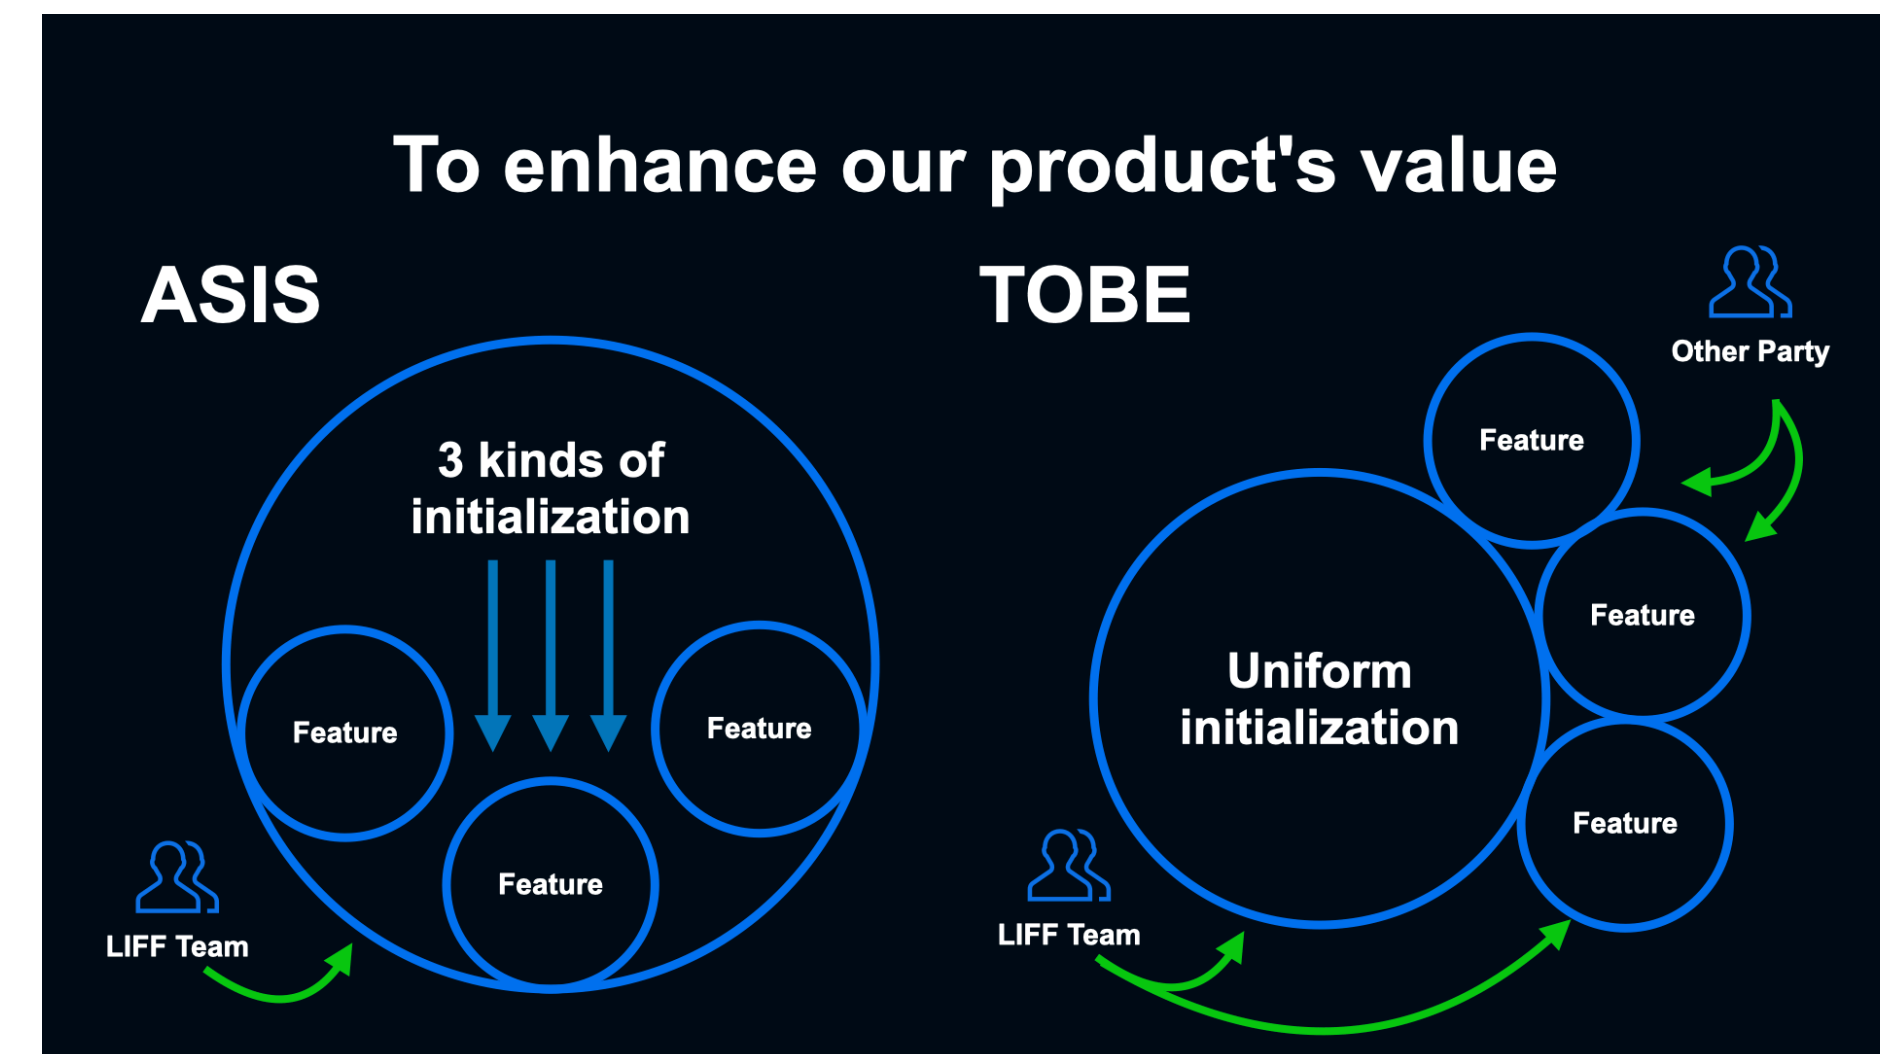 To enhance our product's value
ASIS
3 kinds of
initialization
Feature
Feature
Feature
LIFF Team
TOBE
Other Party
Feature
Feature
Uniform
initialization
Feature
LIFF Team